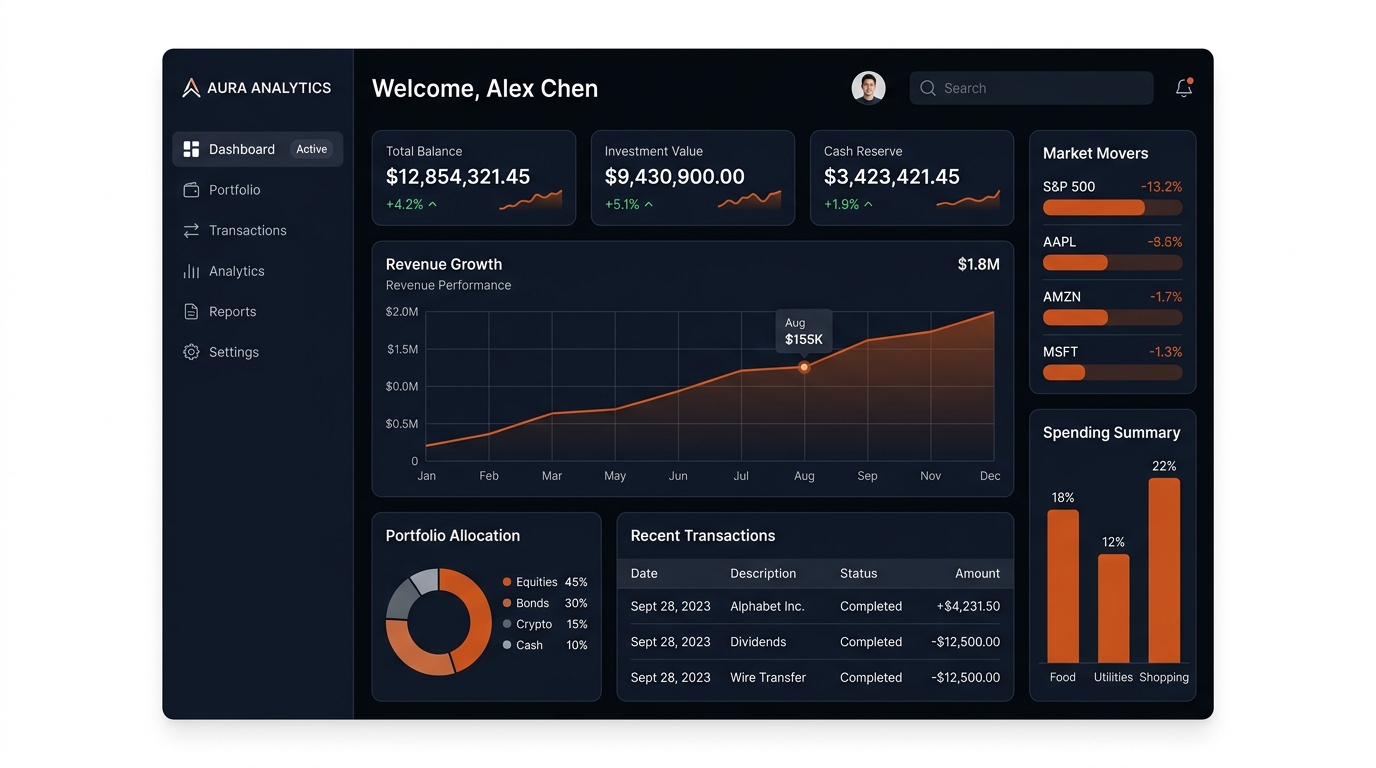 AURA ANALYTICS
Dashboard Active
Portfolio
Transactions
Analytics
Reports
Settings
Welcome, Alex Chen
Search
Total Balance
$12,854,321.45
+4.2%
Investment Value
$9,430,900.00
+5.1%
Cash Reserve
$3,423,421.45
+1.9%
Market Movers
S&P 500 -13.2%
AAPL -8.8%
AMZN -1.7%
MSFT -1.3%
Revenue Growth $1.8M
Revenue Performance
$2.0M
$1.5M
$0.0M
$0.5M
0
Aug
$155K
Jan Feb Mar May Jun Jul Aug Sep Nov Dec
Portfolio Allocation
Equities 45%
Bonds 30%
Crypto 15%
Cash 10%
Recent Transactions
Date Description Status Amount
Sept 28, 2023 Alphabet Inc. Completed +$4,231.50
Sept 28, 2023 Dividends Completed -$12,500.00
Sept 28, 2023 Wire Transfer Completed -$12,500.00
Spending Summary
22%
18%
12%
Food Utilities Shopping